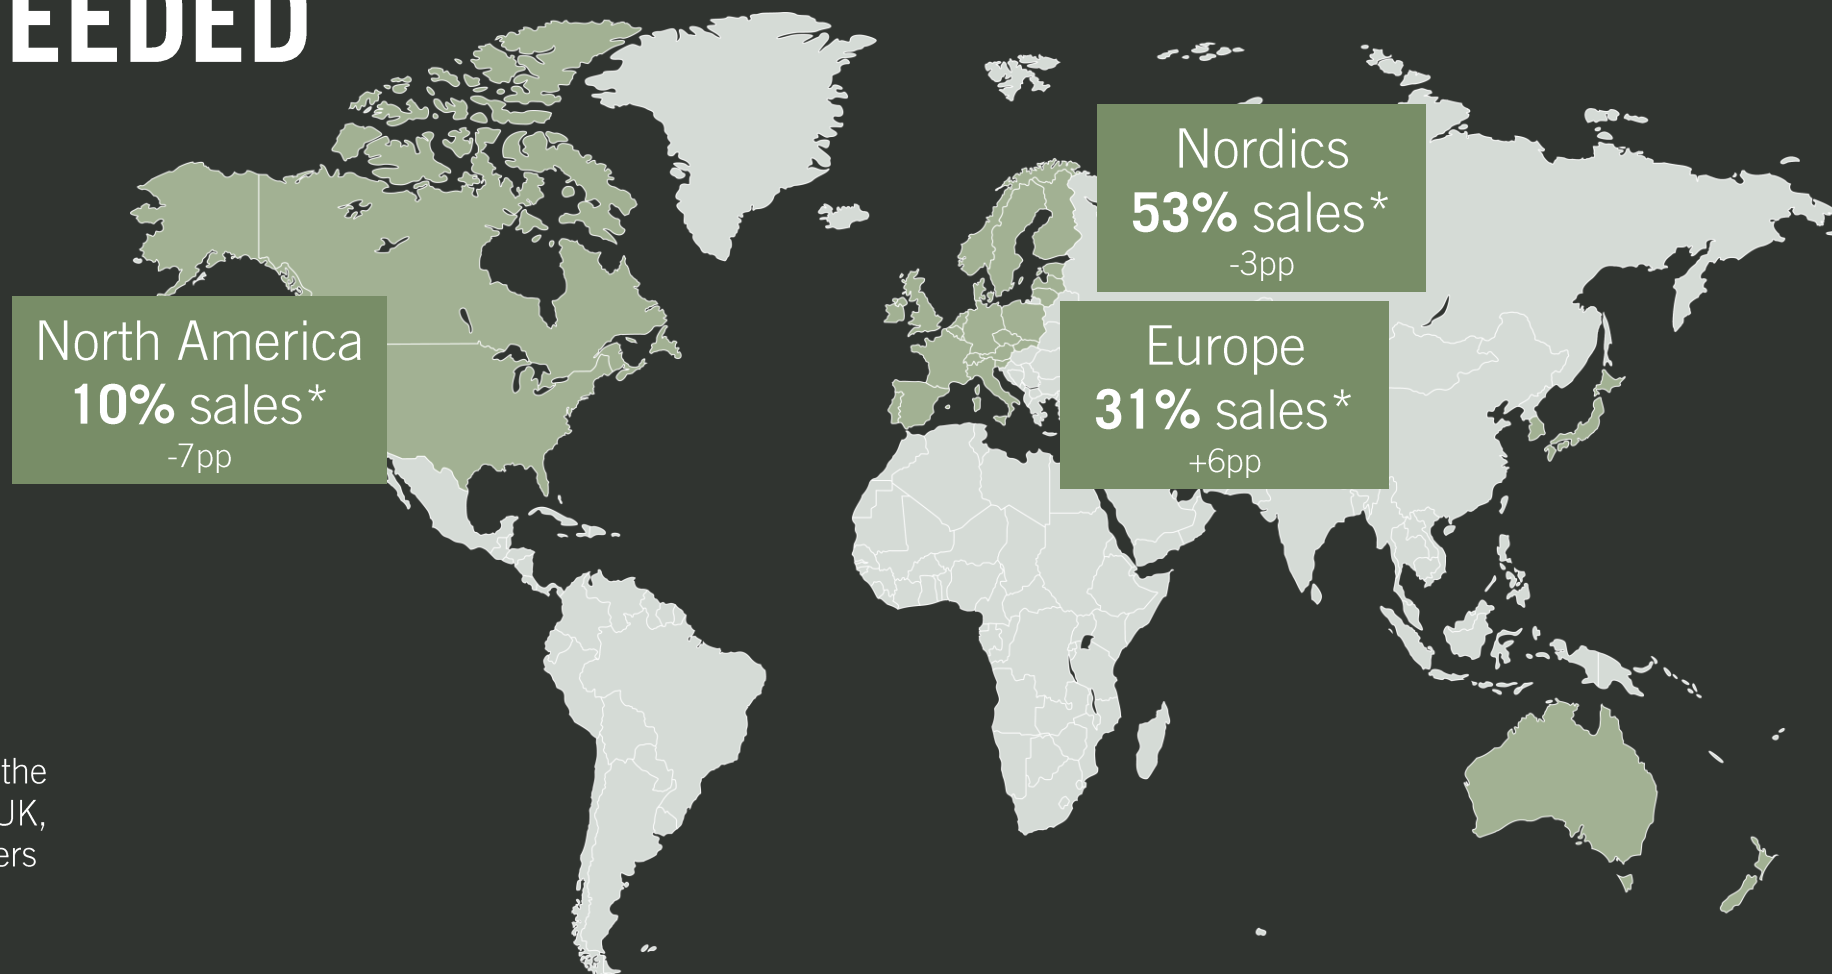 EEDED
Nordics
53% sales*
-3pp
North America
10% sales*
-7pp
Europe
31% sales*
+6pp
the
UK,
ers